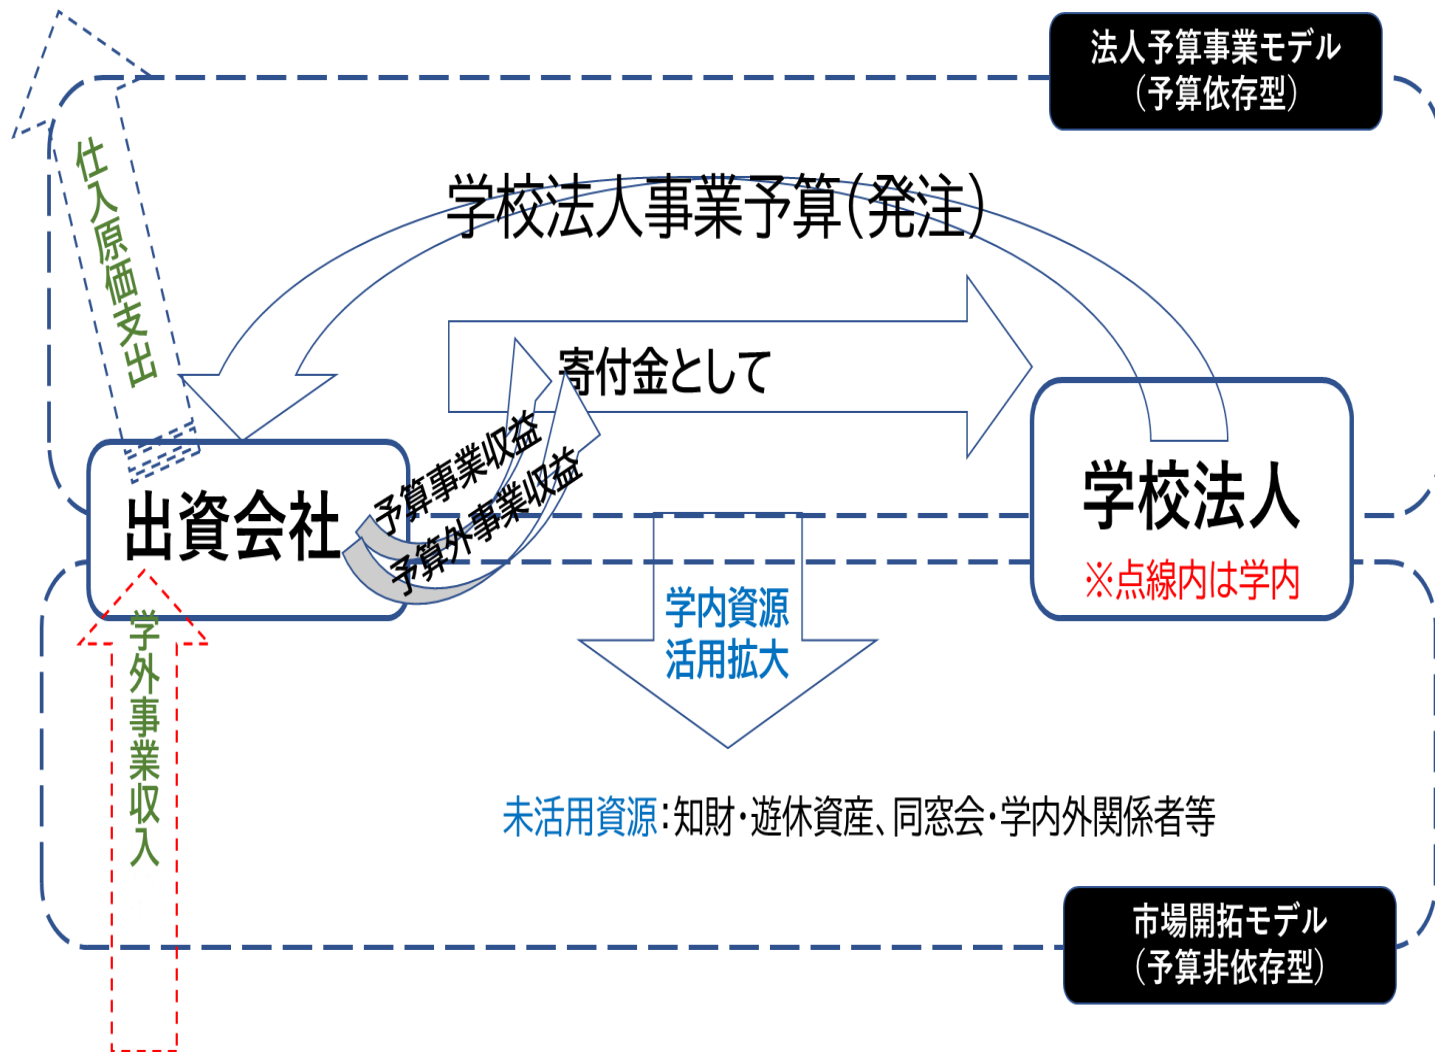 法人予算事業モデル
（予算依存型）
仕入原価支出
学校法人事業予算（発注）
寄付金として
予算事業収益
予算外事業収益
出資会社
学校法人
※点線内は学内
学内資源
活用拡大
学外事業収入
未活用資源：知財・遊休資産、同窓会・学内外関係者等
市場開拓モデル
（予算非依存型）